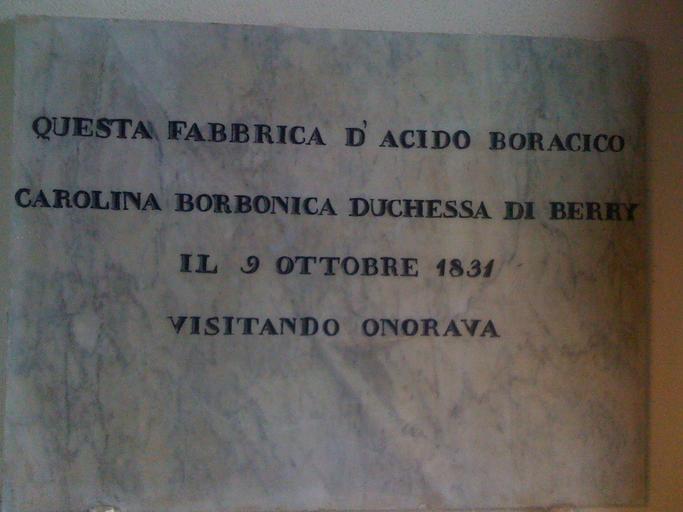 QUESTA FABBRICA D' ACIDO BORACICO
CAROLINA BORBONICA DUCHESSA DI BERRY
IL 9 OTTOBRE 1831
VISITANDO ONORAVA